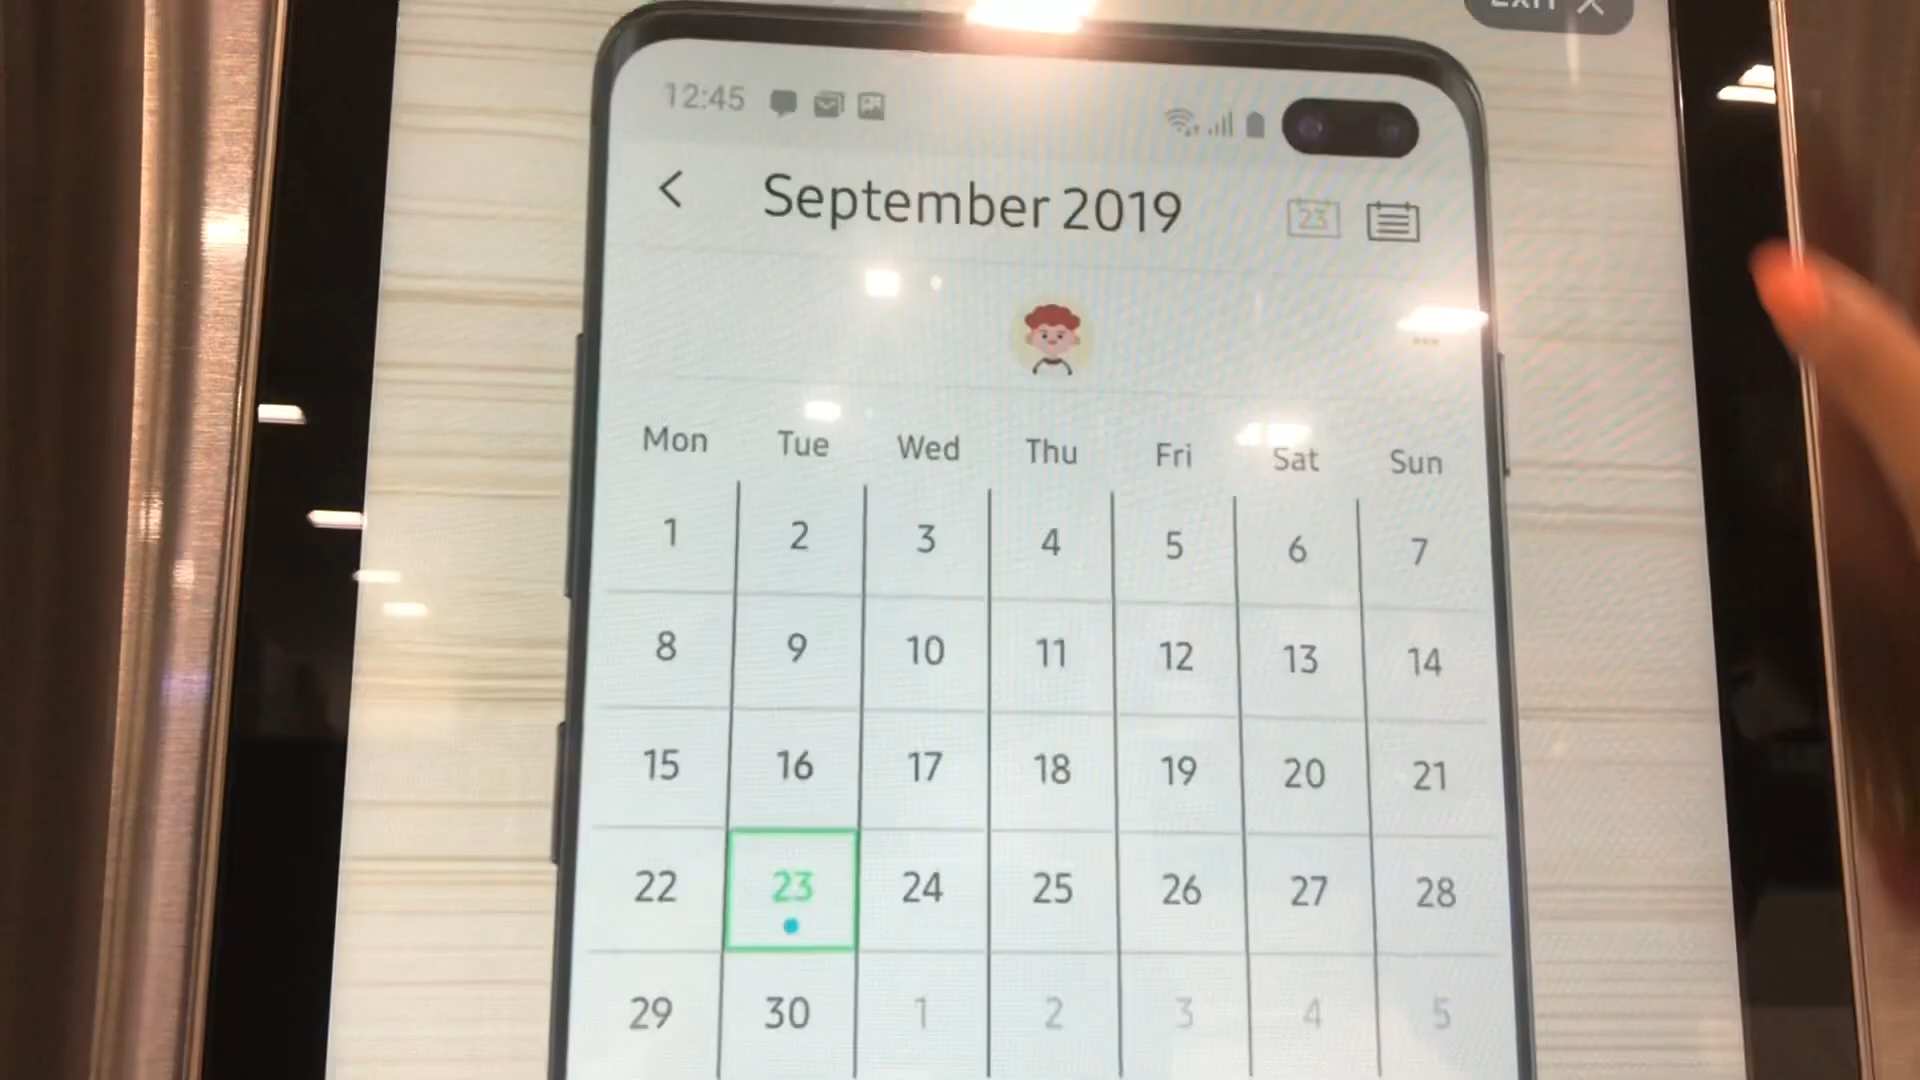 Exit
12:45
September 2019 23
Mon Tue Wed Thu Fri Sat Sun
1 2 3 4 5 6 7
8 9 10 11 12 13 14
15 16 17 18 19 20 21
22 23 24 25 26 27 28
29 30 1 2 3 4 5